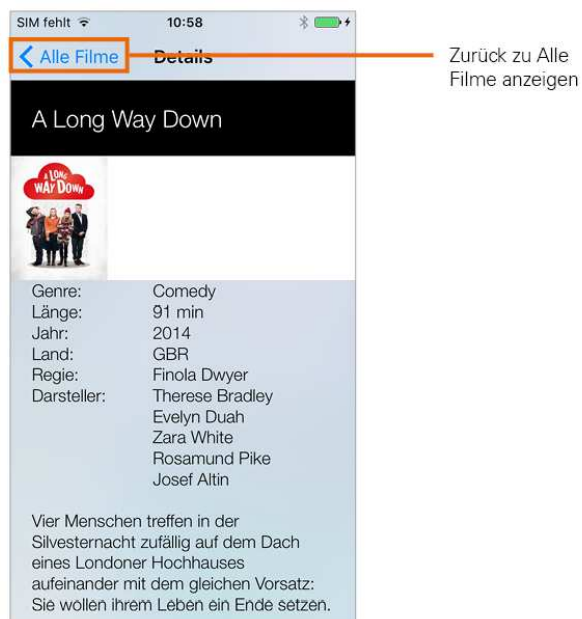 SIM fehlt 10:58
Alle Filme Details
Zurück zu Alle
Filme anzeigen
A Long Way Down
A LONG
WAY DOWN
Genre: Comedy
Länge: 91 min
Jahr: 2014
Land: GBR
Regie: Finola Dwyer
Darsteller: Therese Bradley
Evelyn Duah
Zara White
Rosamund Pike
Josef Altin
Vier Menschen treffen in der
Silvesternacht zufällig auf dem Dach
eines Londoner Hochhauses
aufeinander mit dem gleichen Vorsatz:
Sie wollen ihrem Leben ein Ende setzen.